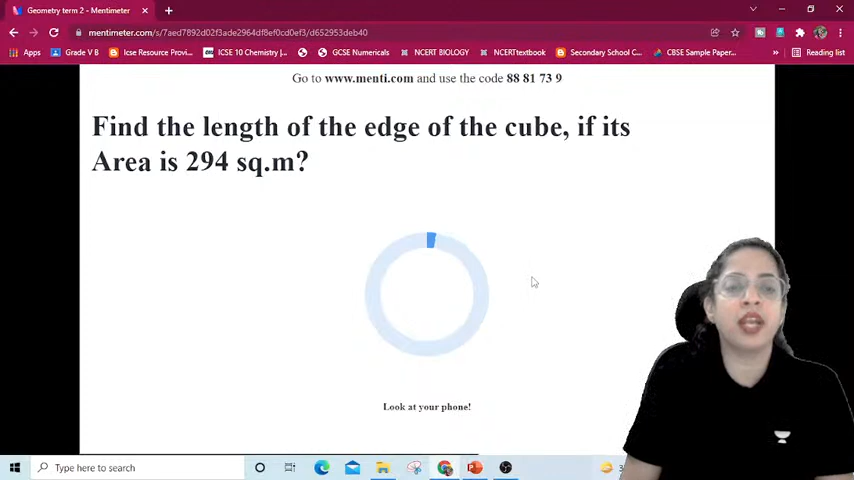 Geometry term 2 - Mentimeter
mentimeter.com/s/7aed7892d02f3ade2964df8ef0cd0ef3/d652953deb40
Apps Grade V B Icse Resource Provi... ICSE 10 Chemistry J... GCSE Numericals NCERT BIOLOGY NCERTtextbook Secondary School C... CBSE Sample Paper... Reading list
Go to www.menti.com and use the code 88 81 73 9
Find the length of the edge of the cube, if its
Area is 294 sq.m?
Look at your phone!
Type here to search